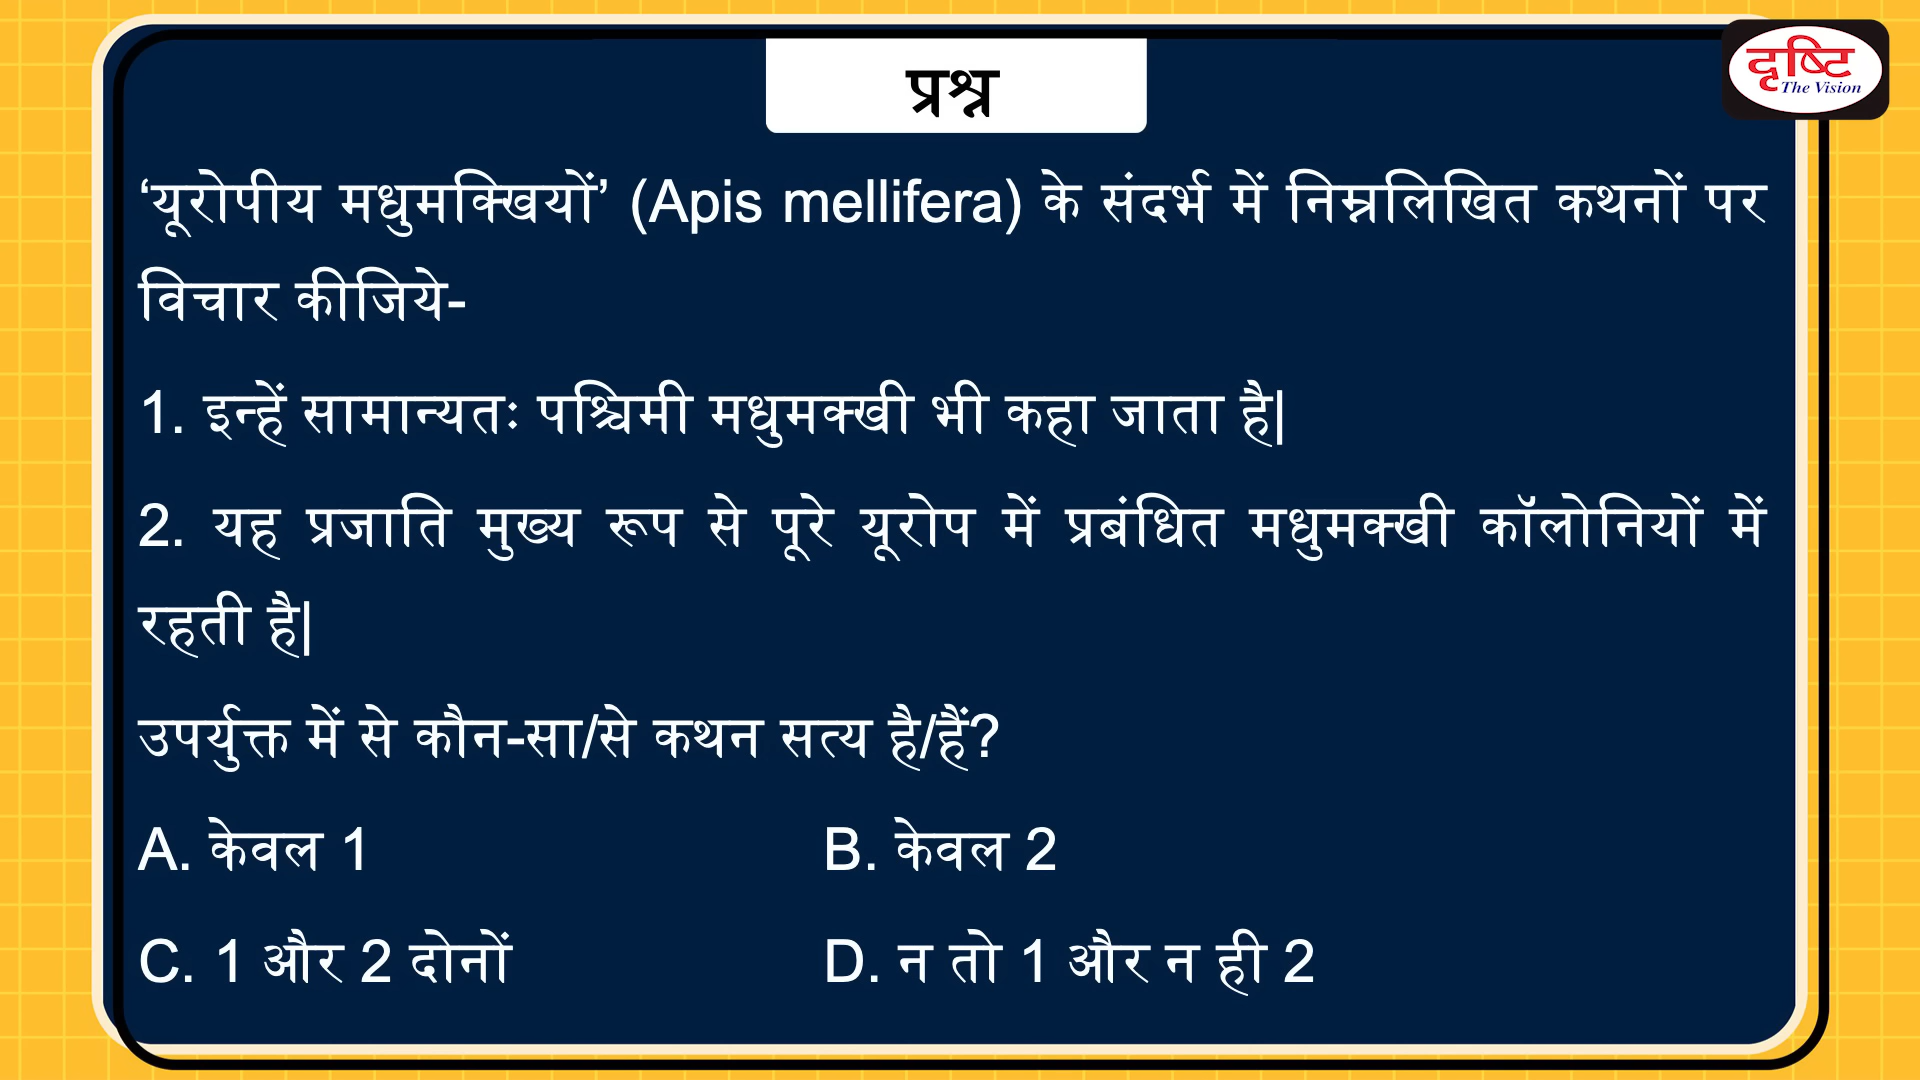 प्रश्न
दृष्टि
The Vision
‘यूरोपीय मधुमक्खियों’ (Apis mellifera) के संदर्भ में निम्नलिखित कथनों पर
विचार कीजिये-
1. इन्हें सामान्यतः पश्चिमी मधुमक्खी भी कहा जाता है|
2. यह प्रजाति मुख्य रूप से पूरे यूरोप में प्रबंधित मधुमक्खी कॉलोनियों में
रहती है|
उपर्युक्त में से कौन-सा/से कथन सत्य है/हैं?
A. केवल 1 B. केवल 2
C. 1 और 2 दोनों D. न तो 1 और न ही 2